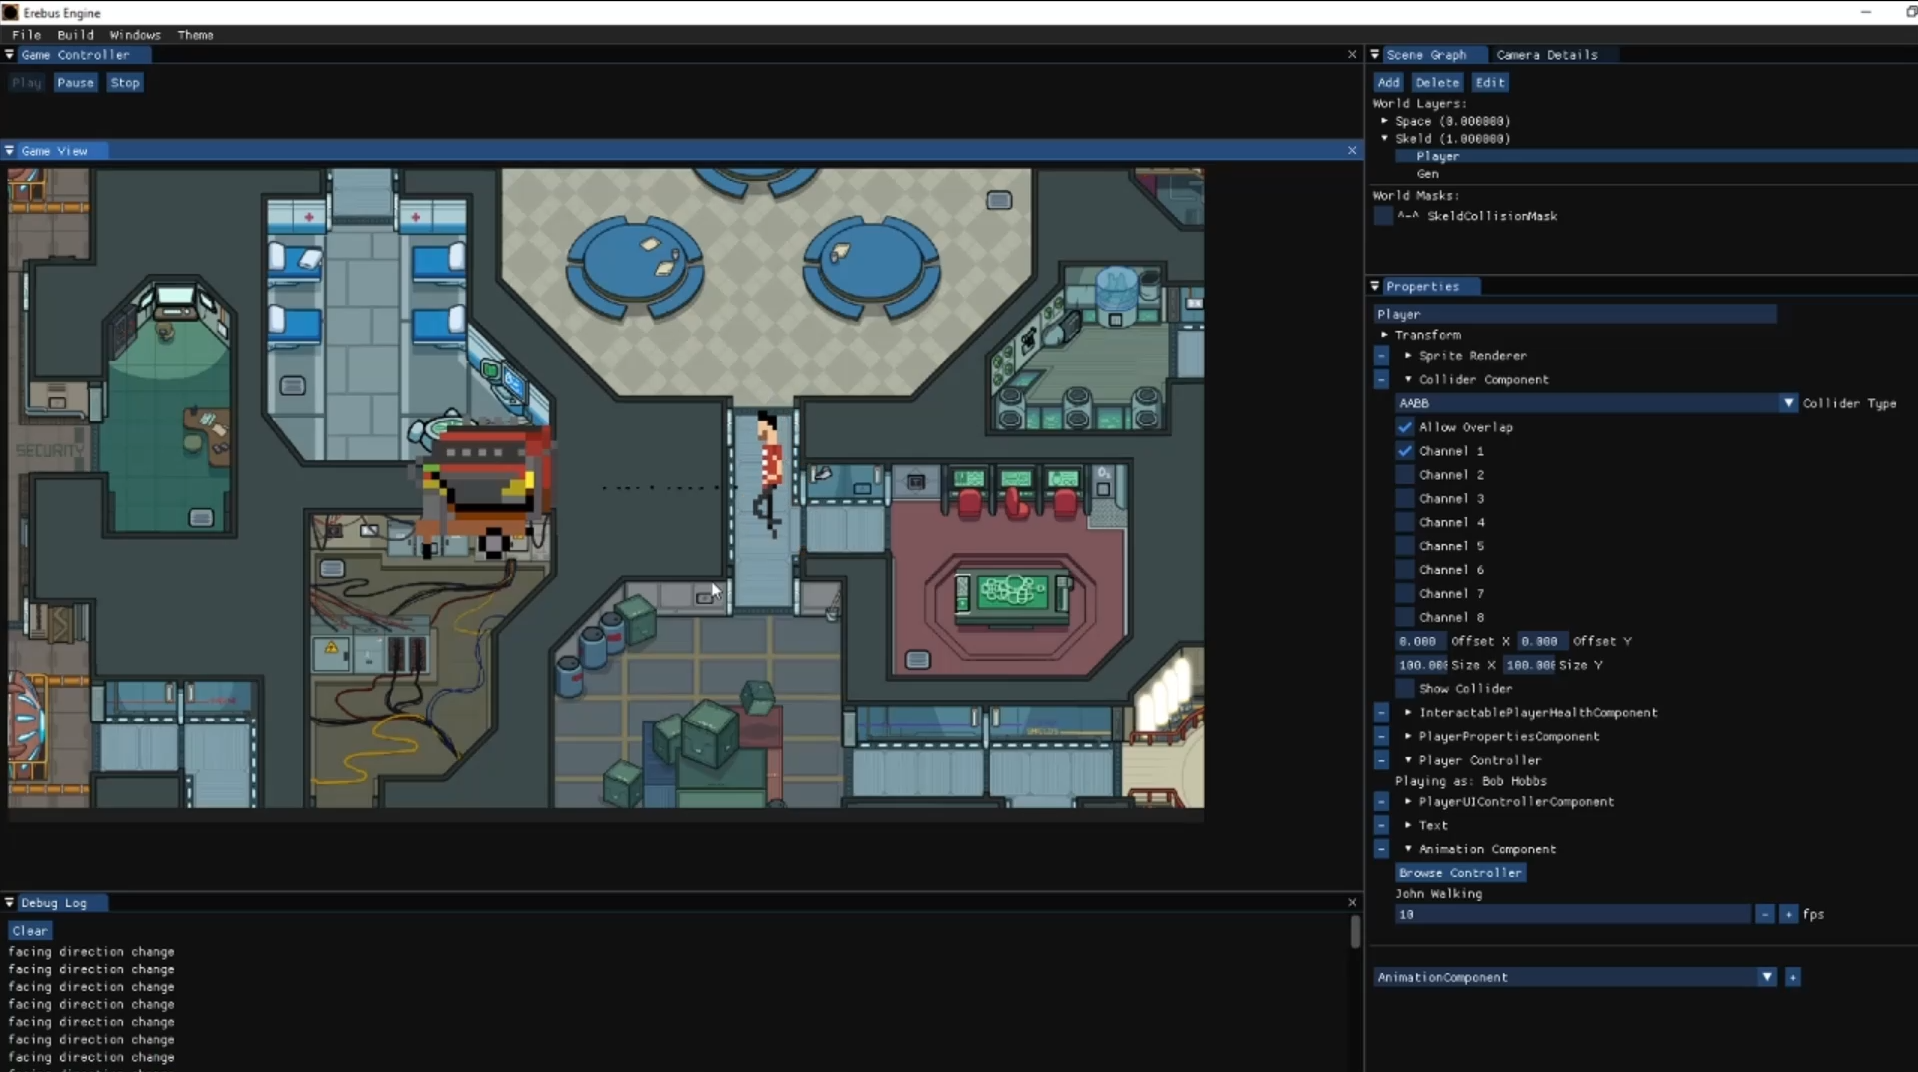 Erebus Engine
File Build Windows Theme
Game Controller
Play Pause Stop
Game View
SECURITY
Debug Log
Clear
facing direction change
facing direction change
facing direction change
facing direction change
facing direction change
facing direction change
facing direction change
Scene Graph Camera Details
Add Delete Edit
World Layers:
Space (0.000000)
Skeld (1.000000)
Player
Gen
World Masks:
^-^ SkeldCollisionMask
Properties
Player
Transform
- Sprite Renderer
- Collider Component
AABB Collider Type
Allow Overlap
Channel 1
Channel 2
Channel 3
Channel 4
Channel 5
Channel 6
Channel 7
Channel 8
0.000 Offset X 0.000 Offset Y
100.000 Size X 100.000 Size Y
Show Collider
- InteractablePlayerHealthComponent
- PlayerPropertiesComponent
- Player Controller
Playing as: Bob Hobbs
- PlayerUIControllerComponent
- Text
- Animation Component
Browse Controller
John Walking
10 - + fps
AnimationComponent +